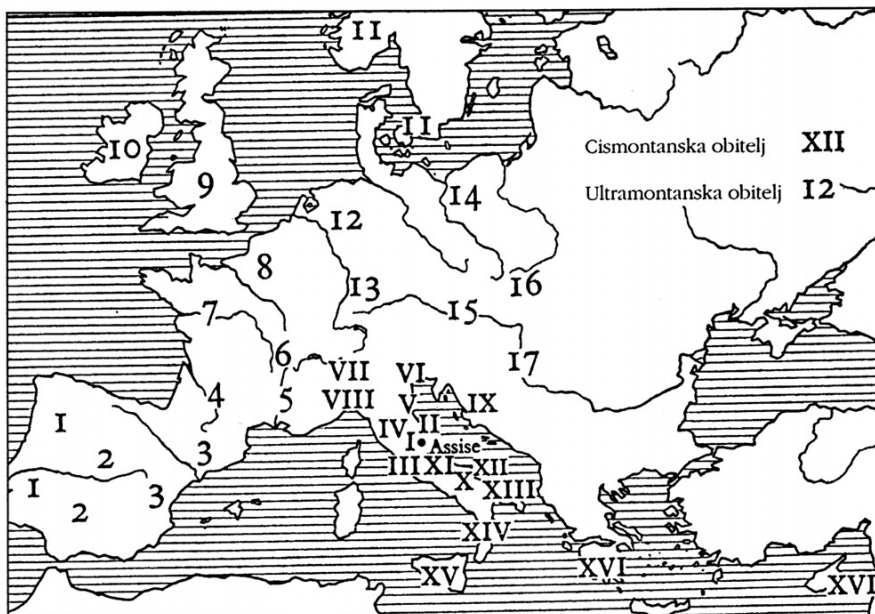 II
II
Cismontanska obitelj XII
10
9
Ultramontanska obitelj 12
14
12
8
13
16
7
15
6
17
VII
VI
4
5
VIII
V
IX
1
IV
II
I
Assise
2
3
III
XI
XII
1
3
X
XIII
2
XIV
XV
XVI
XVI